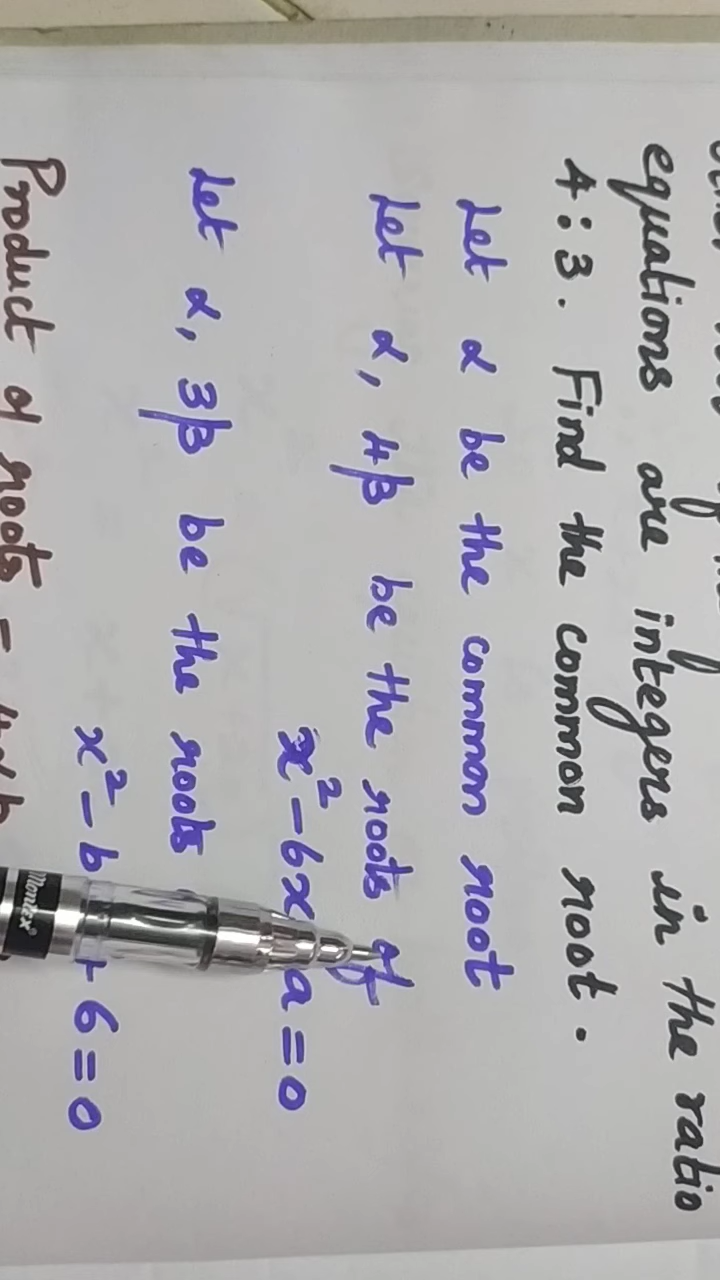 equations are integers in the ratio
4 : 3. Find the common root.
Let α be the common root
Let α, 4β be the roots of
x² - 6x a = 0
Let α, 3β be the roots
x² - b + 6 = 0
Product of roots =
Montex